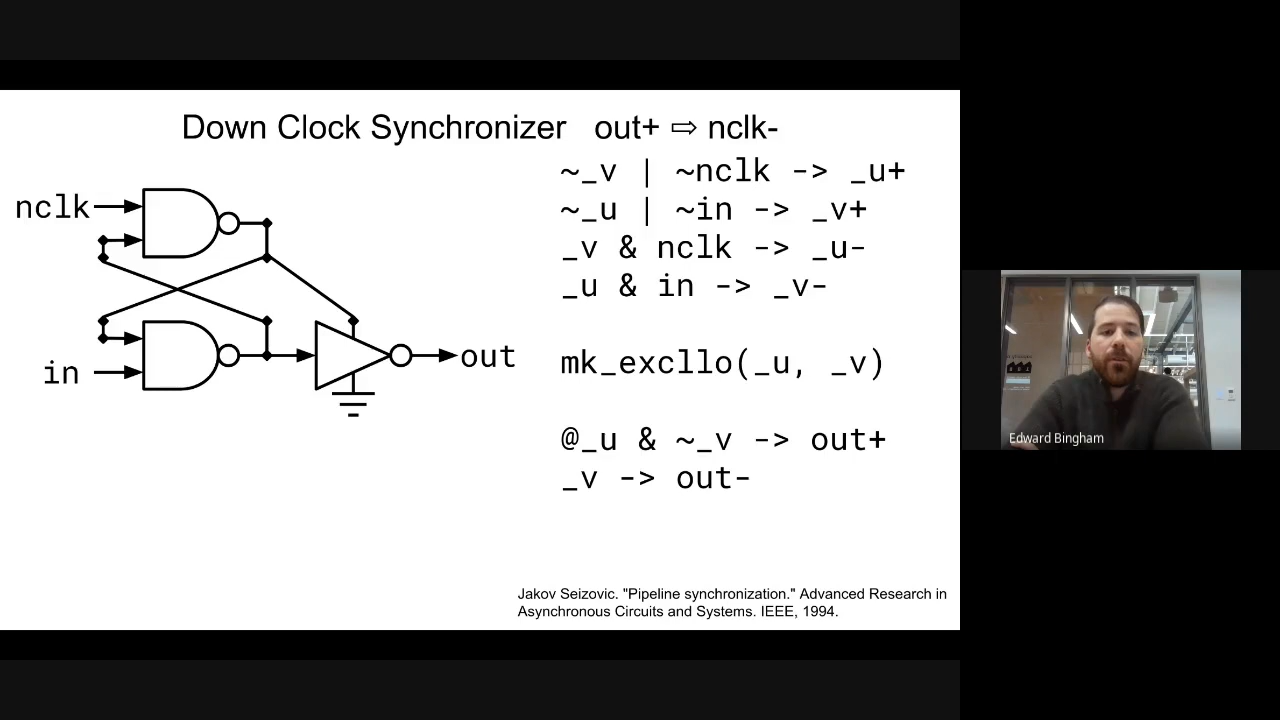 Down Clock Synchronizer out+ ⇨ nclk-
nclk
in
out
~_v | ~nclk -> _u+
~_u | ~in -> _v+
_v & nclk -> _u-
_u & in -> _v-
mk_excllo(_u, _v)
@_u & ~_v -> out+
_v -> out-
Jakov Seizovic. "Pipeline synchronization." Advanced Research in
Asynchronous Circuits and Systems. IEEE, 1994.
Edward Bingham